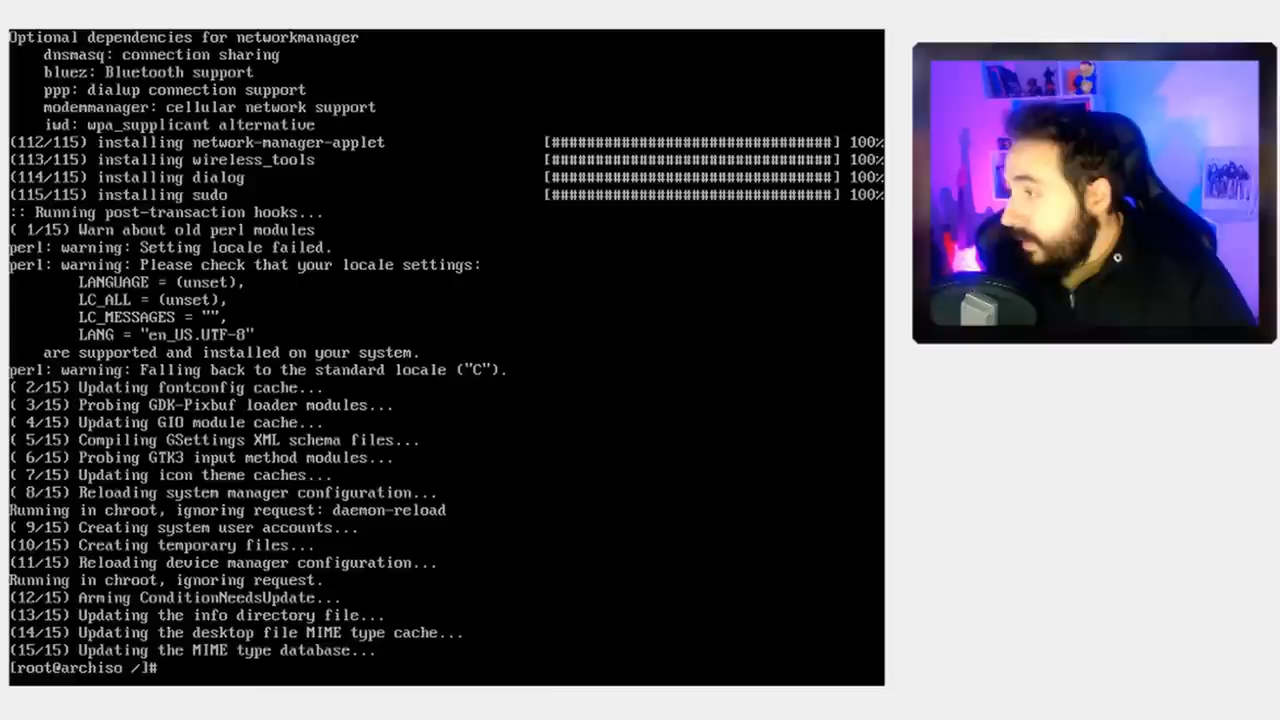 Optional dependencies for networkmanager
    dnsmasq: connection sharing
    bluez: Bluetooth support
    ppp: dialup connection support
    modemmanager: cellular network support
    iwd: wpa_supplicant alternative
(112/115) installing network-manager-applet [################################] 100%
(113/115) installing wireless_tools [################################] 100%
(114/115) installing dialog [################################] 100%
(115/115) installing sudo [################################] 100%
:: Running post-transaction hooks...
( 1/15) Warn about old perl modules
perl: warning: Setting locale failed.
perl: warning: Please check that your locale settings:
        LANGUAGE = (unset),
        LC_ALL = (unset),
        LC_MESSAGES = "",
        LANG = "en_US.UTF-8"
    are supported and installed on your system.
perl: warning: Falling back to the standard locale ("C").
( 2/15) Updating fontconfig cache...
( 3/15) Probing GDK-Pixbuf loader modules...
( 4/15) Updating GIO module cache...
( 5/15) Compiling GSettings XML schema files...
( 6/15) Probing GTK3 input method modules...
( 7/15) Updating icon theme caches...
( 8/15) Reloading system manager configuration...
Running in chroot, ignoring request: daemon-reload
( 9/15) Creating system user accounts...
(10/15) Creating temporary files...
(11/15) Reloading device manager configuration...
Running in chroot, ignoring request.
(12/15) Arming ConditionNeedsUpdate...
(13/15) Updating the info directory file...
(14/15) Updating the desktop file MIME type cache...
(15/15) Updating the MIME type database...
[root@archiso /]#